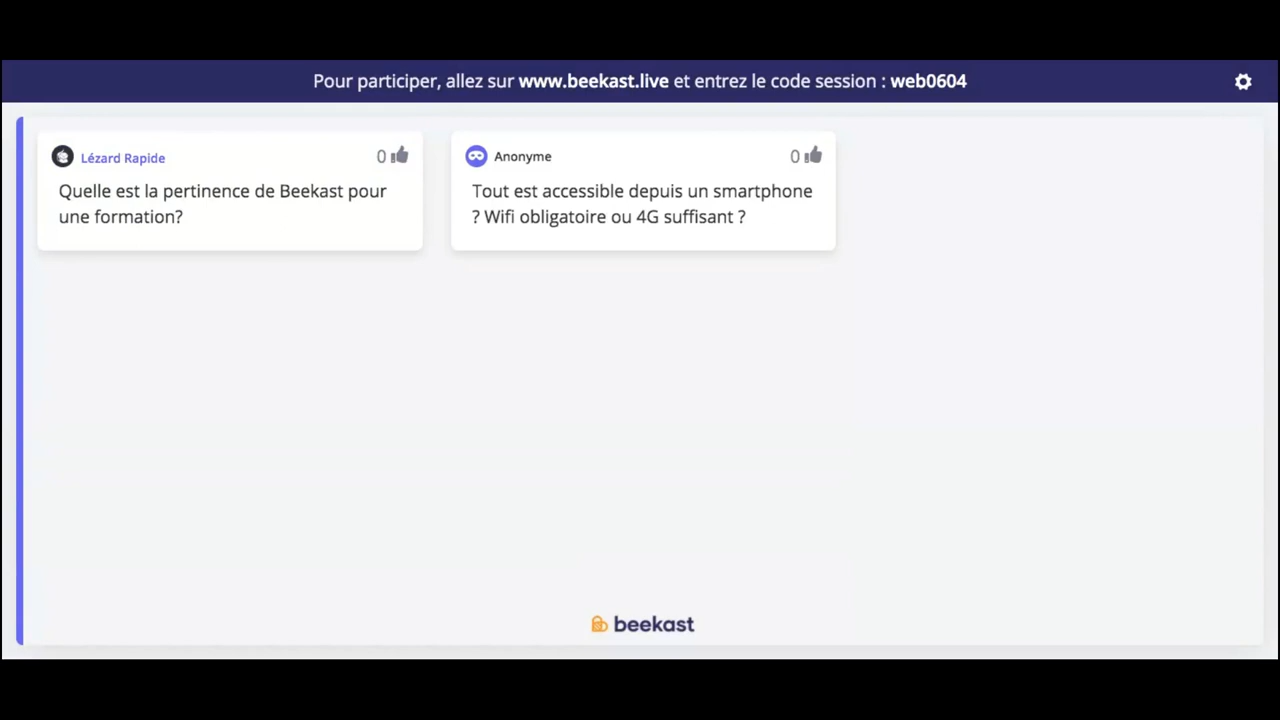 Pour participer, allez sur www.beekast.live et entrez le code session : web0604
Lézard Rapide
0
Quelle est la pertinence de Beekast pour
une formation?
Anonyme
0
Tout est accessible depuis un smartphone
? Wifi obligatoire ou 4G suffisant ?
beekast